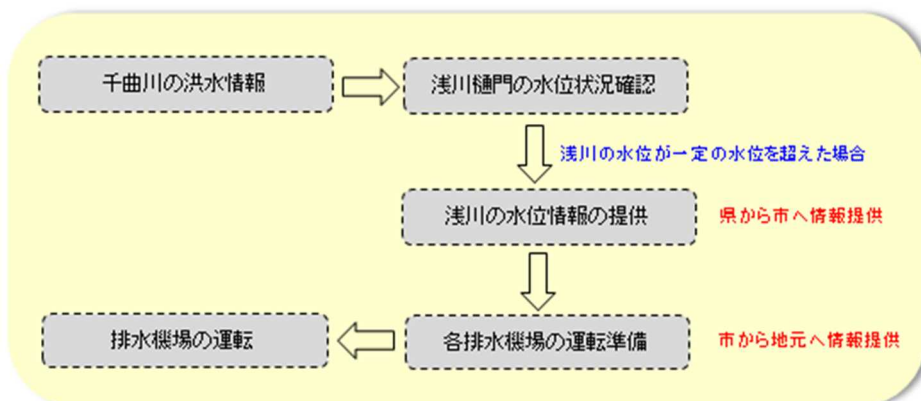 千曲川の洪水情報
浅川樋門の水位状況確認
浅川の水位が一定の水位を超えた場合
浅川の水位情報の提供
県から市へ情報提供
各排水機場の運転準備
市から地元へ情報提供
排水機場の運転